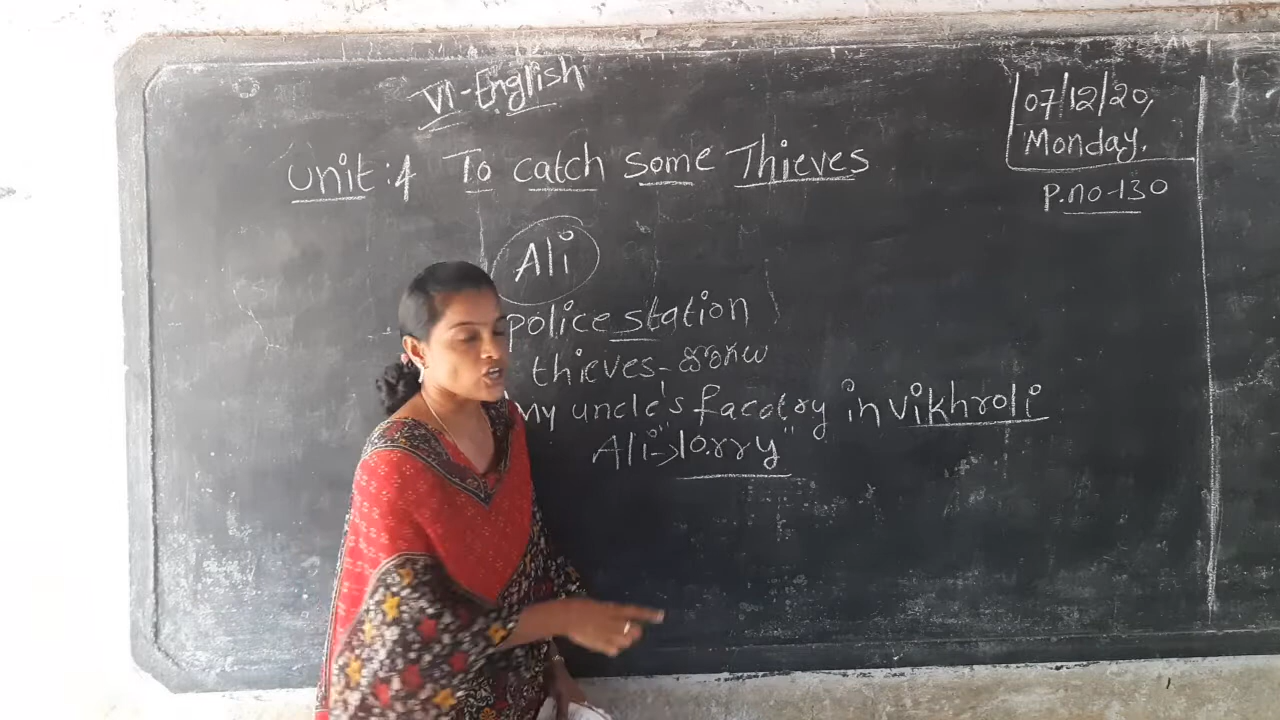 VI-English
07/12/20,
Monday.
P.no-130
Unit:4 To catch some Thieves
Ali
police station
thieves-
My uncle's facotry in vikhroli
Ali→"lorry"